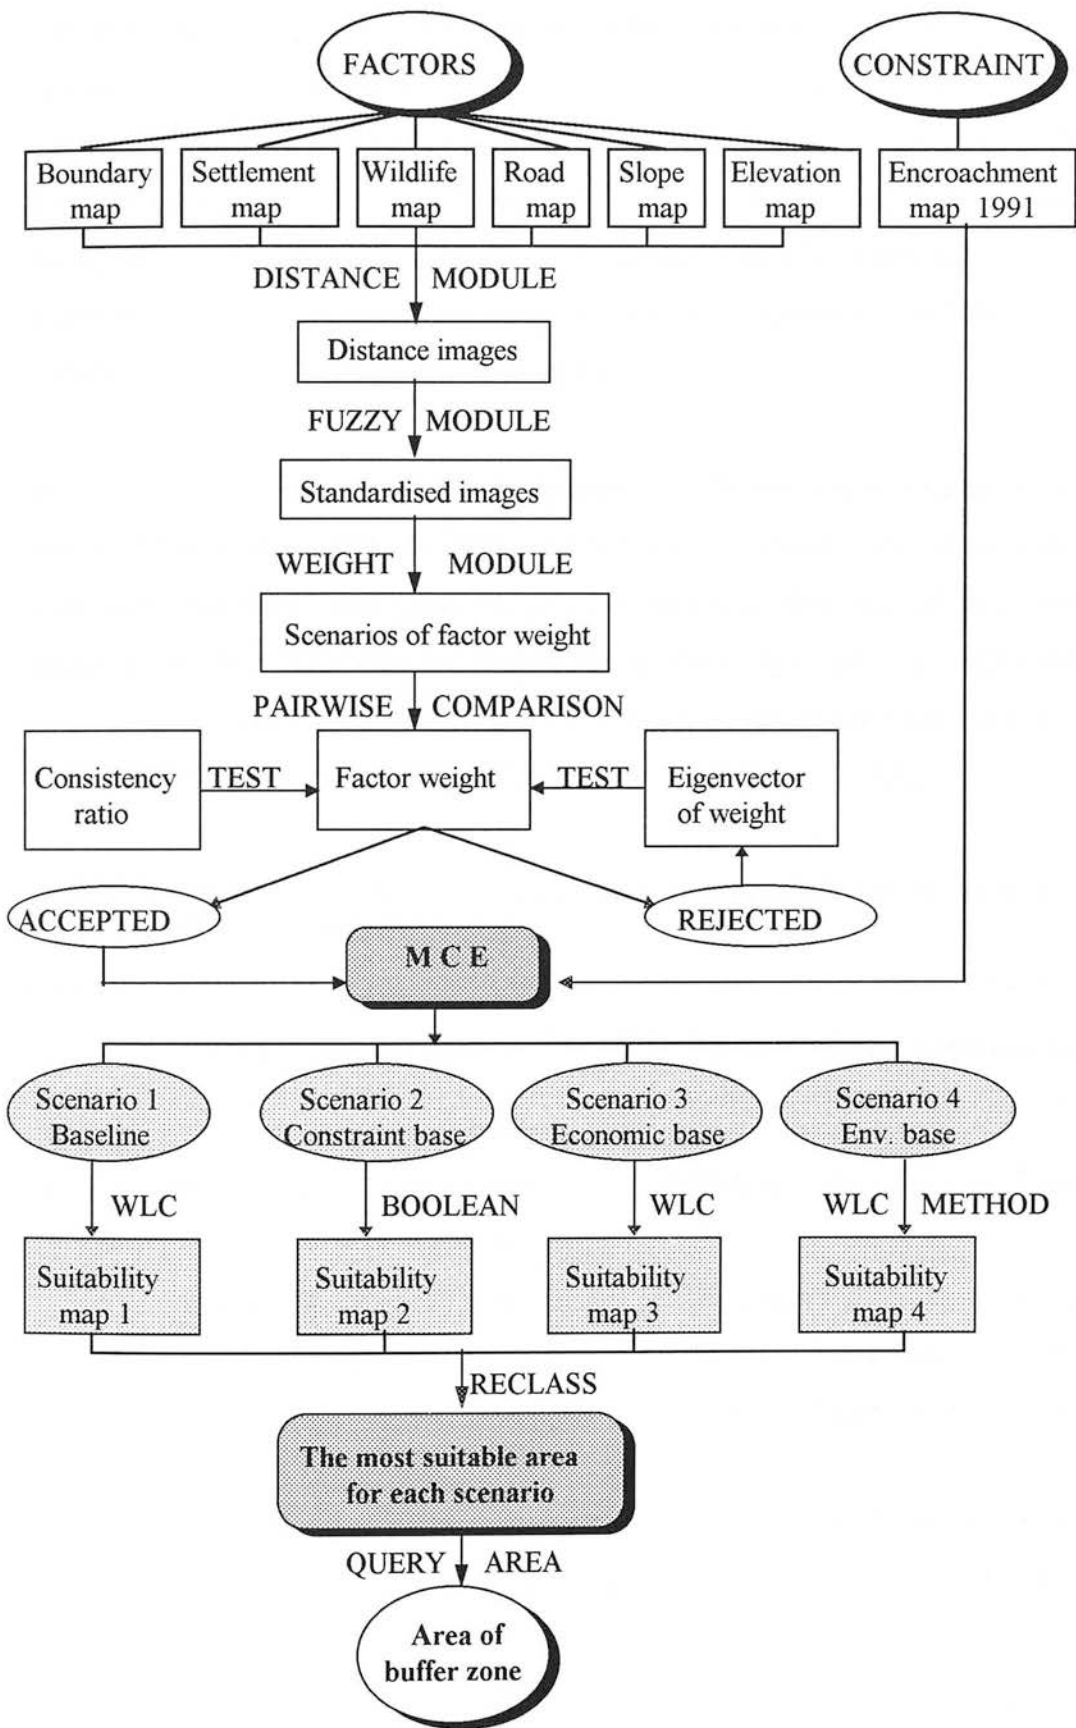 FACTORS
CONSTRAINT
Boundary
map
Settlement
map
Wildlife
map
Road
map
Slope
map
Elevation
map
Encroachment
map 1991
DISTANCE MODULE
Distance images
FUZZY MODULE
Standardised images
WEIGHT MODULE
Scenarios of factor weight
PAIRWISE COMPARISON
Consistency
ratio
TEST
Factor weight
TEST
Eigenvector
of weight
ACCEPTED
REJECTED
M C E
Scenario 1
Baseline
Scenario 2
Constraint base
Scenario 3
Economic base
Scenario 4
Env. base
WLC
BOOLEAN
WLC
WLC METHOD
Suitability
map 1
Suitability
map 2
Suitability
map 3
Suitability
map 4
RECLASS
The most suitable area
for each scenario
QUERY AREA
Area of
buffer zone